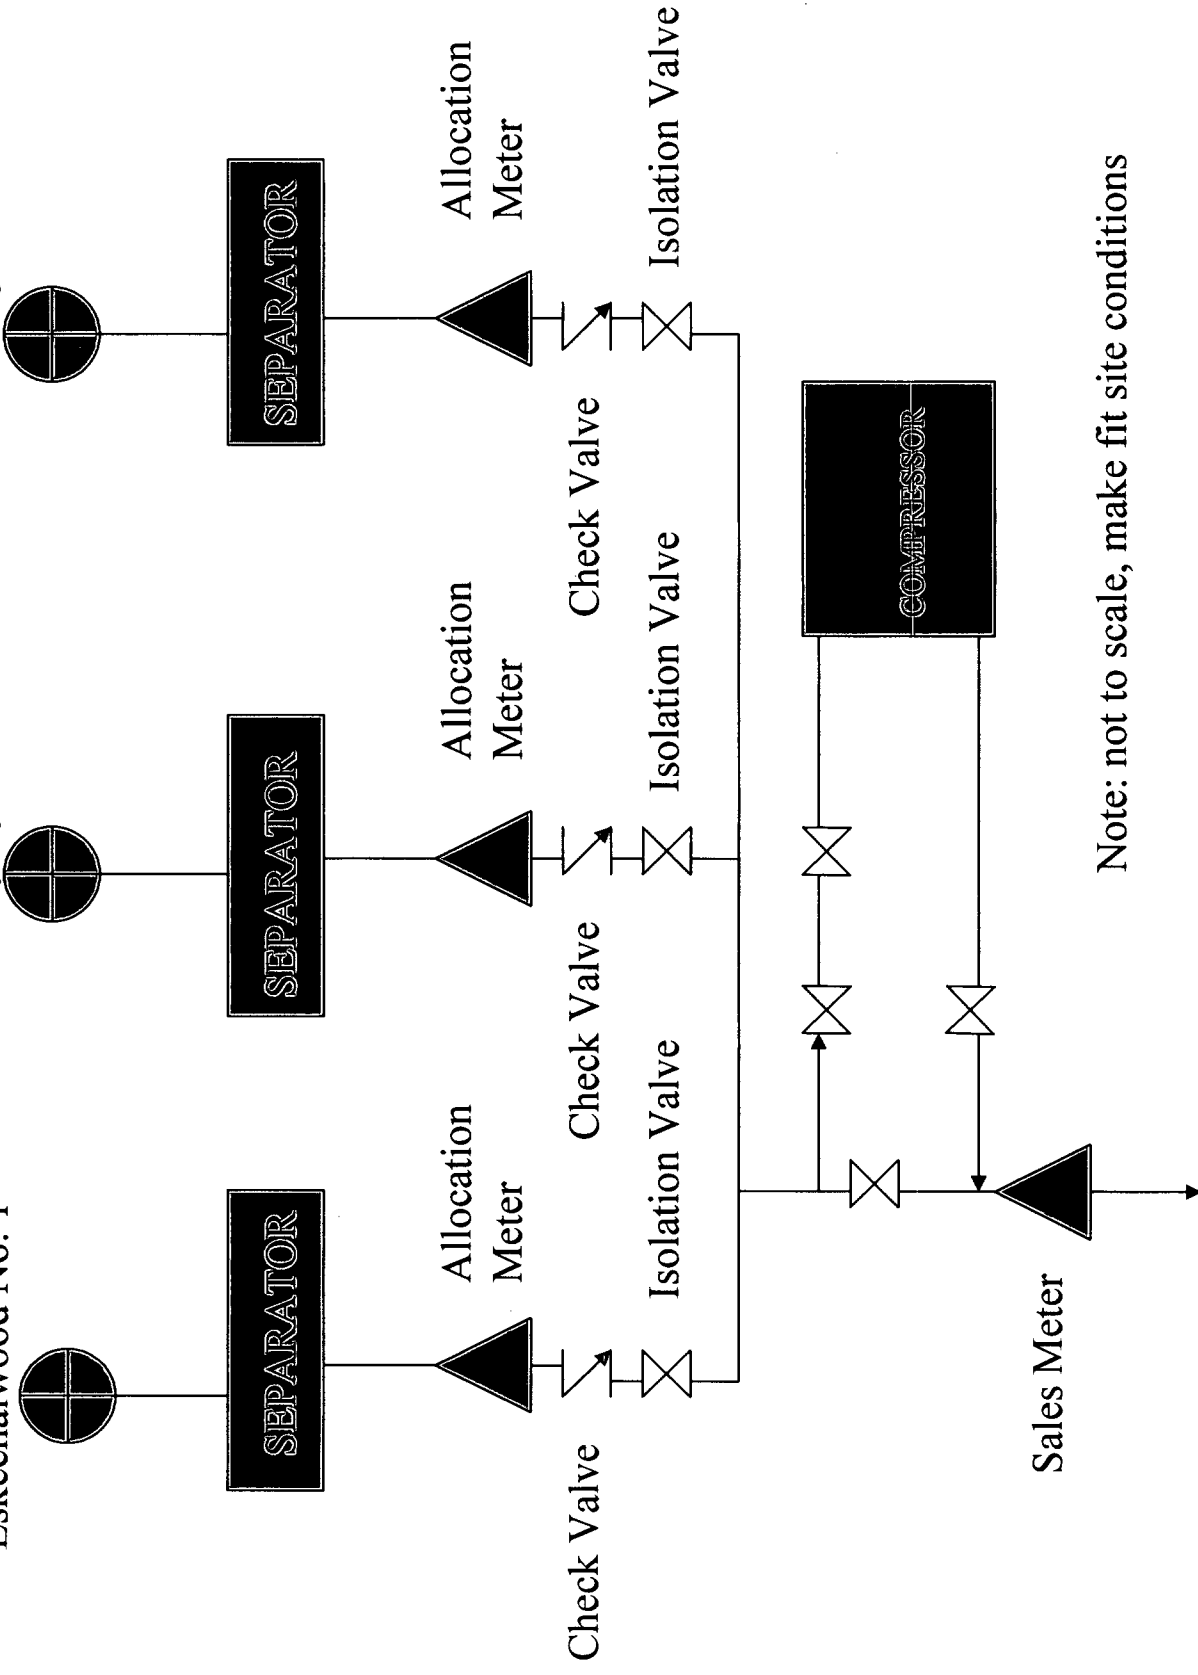 No. 1
SEPARATOR
SEPARATOR
SEPARATOR
Allocation
Meter
Allocation
Meter
Allocation
Meter
Check Valve
Check Valve
Check Valve
Isolation Valve
Isolation Valve
Isolation Valve
COMPRESSOR
Sales Meter
Note: not to scale, make fit site conditions